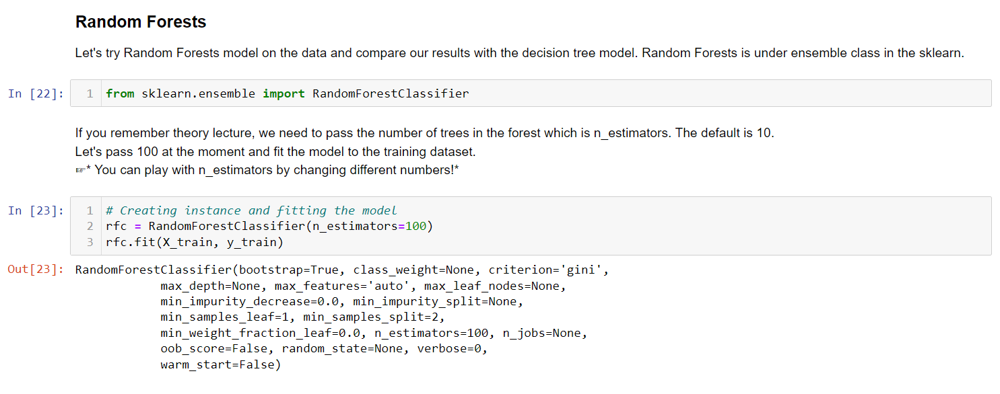 Random Forests
Let's try Random Forests model on the data and compare our results with the decision tree model. Random Forests is under ensemble class in the sklearn.
In [22]: 1 from sklearn.ensemble import RandomForestClassifier
If you remember theory lecture, we need to pass the number of trees in the forest which is n_estimators. The default is 10.
Let's pass 100 at the moment and fit the model to the training dataset.
☞* You can play with n_estimators by changing different numbers!*
In [23]: 1 # Creating instance and fitting the model
2 rfc = RandomForestClassifier(n_estimators=100)
3 rfc.fit(X_train, y_train)
Out[23]: RandomForestClassifier(bootstrap=True, class_weight=None, criterion='gini',
max_depth=None, max_features='auto', max_leaf_nodes=None,
min_impurity_decrease=0.0, min_impurity_split=None,
min_samples_leaf=1, min_samples_split=2,
min_weight_fraction_leaf=0.0, n_estimators=100, n_jobs=None,
oob_score=False, random_state=None, verbose=0,
warm_start=False)